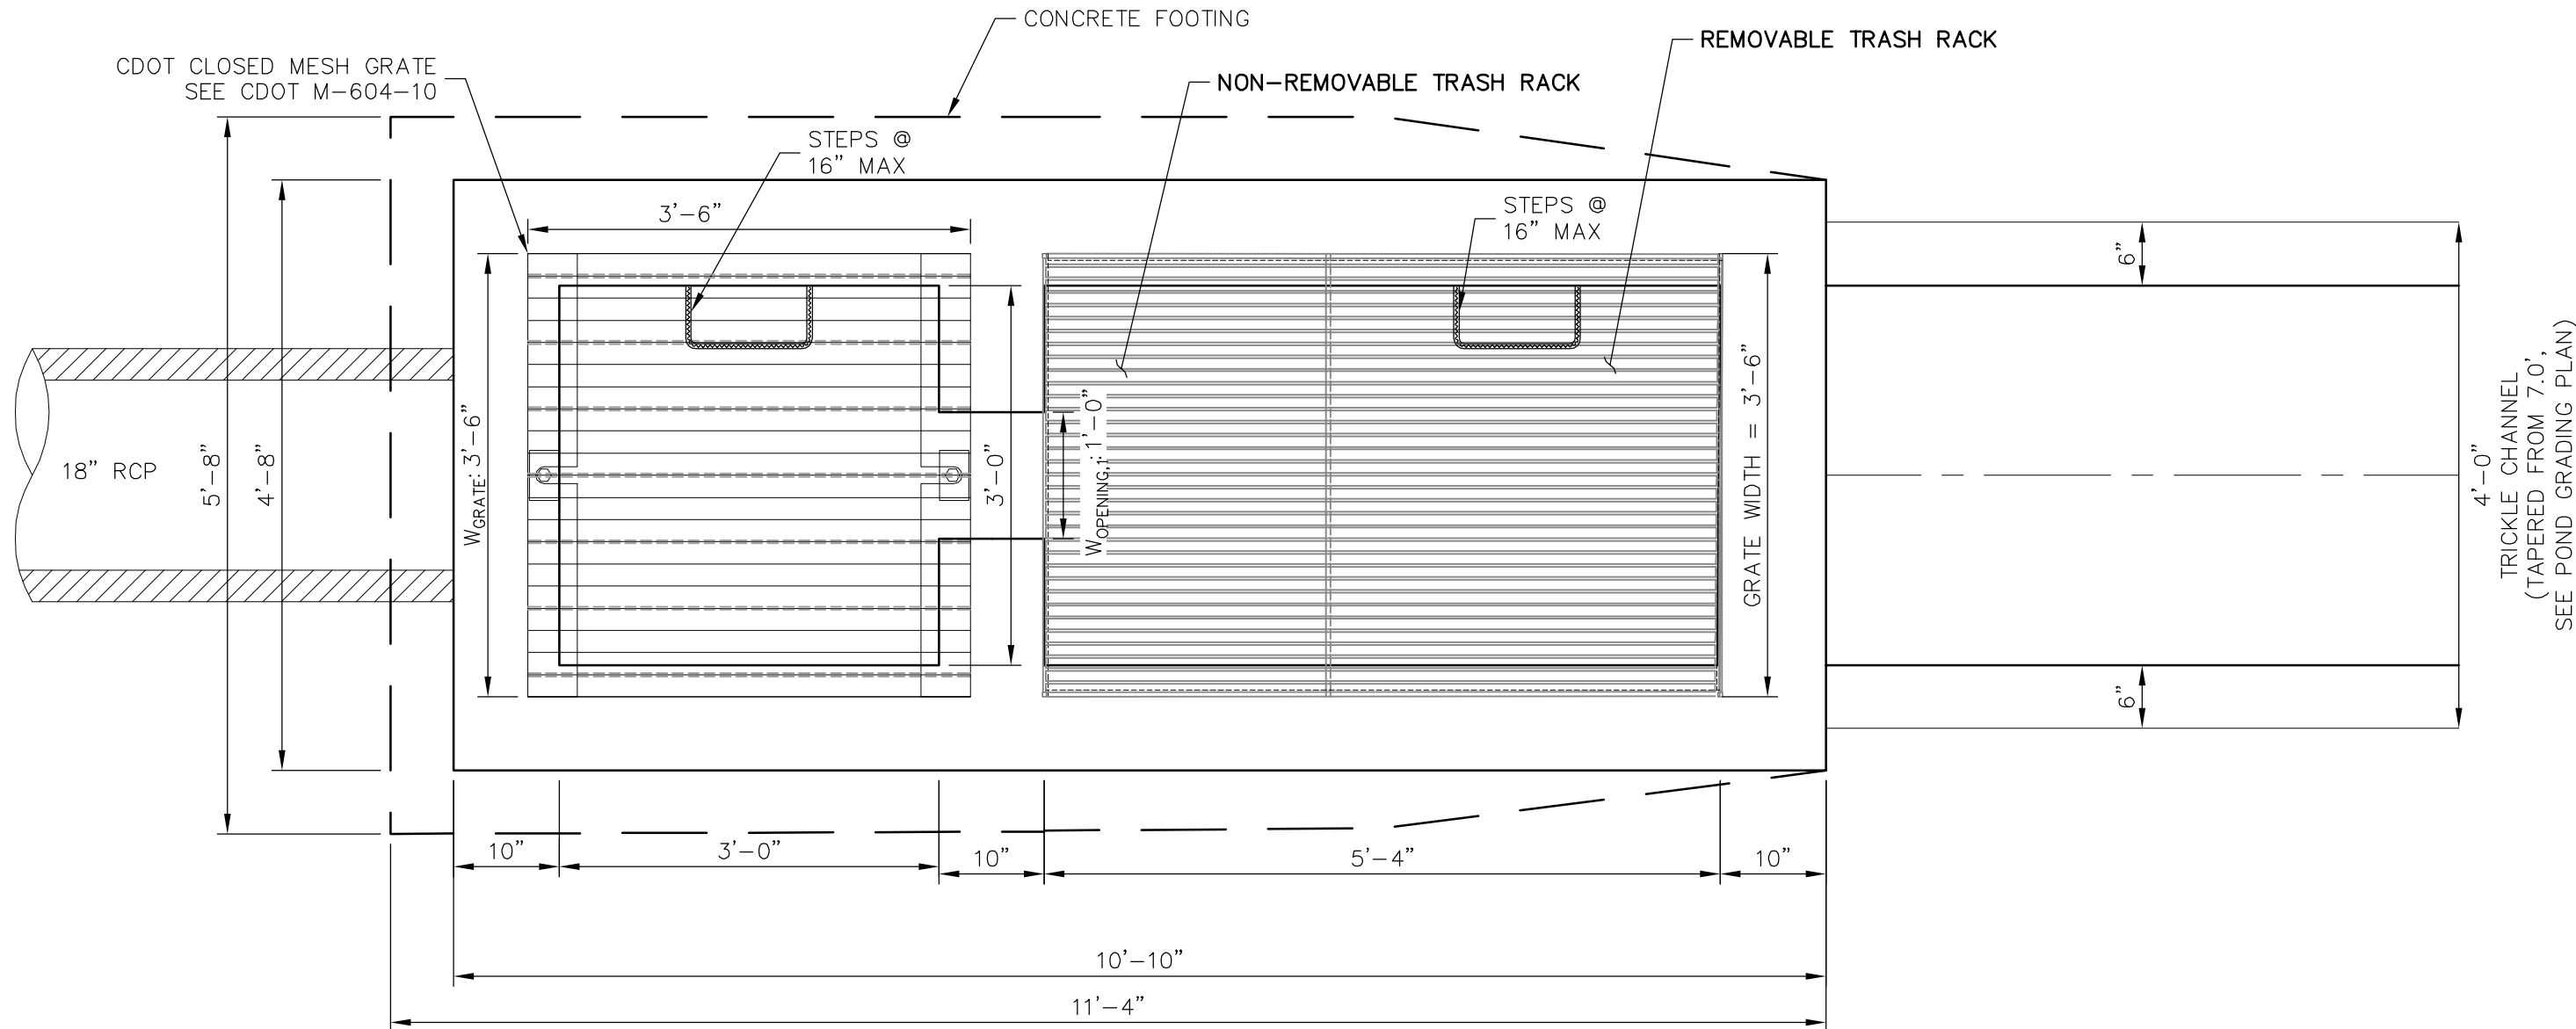 CONCRETE FOOTING
REMOVABLE TRASH RACK
CDOT CLOSED MESH GRATE
SEE CDOT M-604-10
NON-REMOVABLE TRASH RACK
STEPS @
16" MAX
3'-6"
STEPS @
16" MAX
6"
18" RCP
5'-8"
4'-8"
WGRATE: 3'-6"
3'-0"
WOPENING,1: 1'-0"
GRATE WIDTH = 3'-6"
4'-0"
TRICKLE CHANNEL
(TAPERED FROM 7.0',
SEE POND GRADING PLAN)
6"
10"
3'-0"
10"
5'-4"
10"
10'-10"
11'-4"